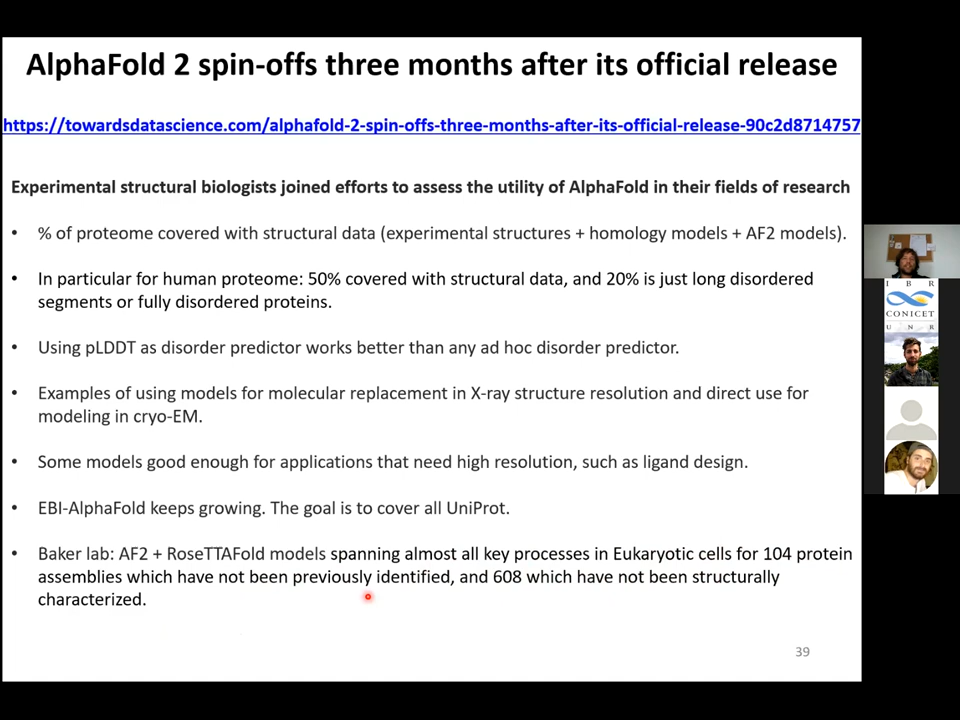 AlphaFold 2 spin-offs three months after its official release
https://towardsdatascience.com/alphafold-2-spin-offs-three-months-after-its-official-release-90c2d8714757
Experimental structural biologists joined efforts to assess the utility of AlphaFold in their fields of research
• % of proteome covered with structural data (experimental structures + homology models + AF2 models).
• In particular for human proteome: 50% covered with structural data, and 20% is just long disordered
segments or fully disordered proteins.
• Using pLDDT as disorder predictor works better than any ad hoc disorder predictor.
• Examples of using models for molecular replacement in X-ray structure resolution and direct use for
modeling in cryo-EM.
• Some models good enough for applications that need high resolution, such as ligand design.
• EBI-AlphaFold keeps growing. The goal is to cover all UniProt.
• Baker lab: AF2 + RoseTTAFold models spanning almost all key processes in Eukaryotic cells for 104 protein
assemblies which have not been previously identified, and 608 which have not been structurally
characterized.
39
I B R
CONICET
U N R